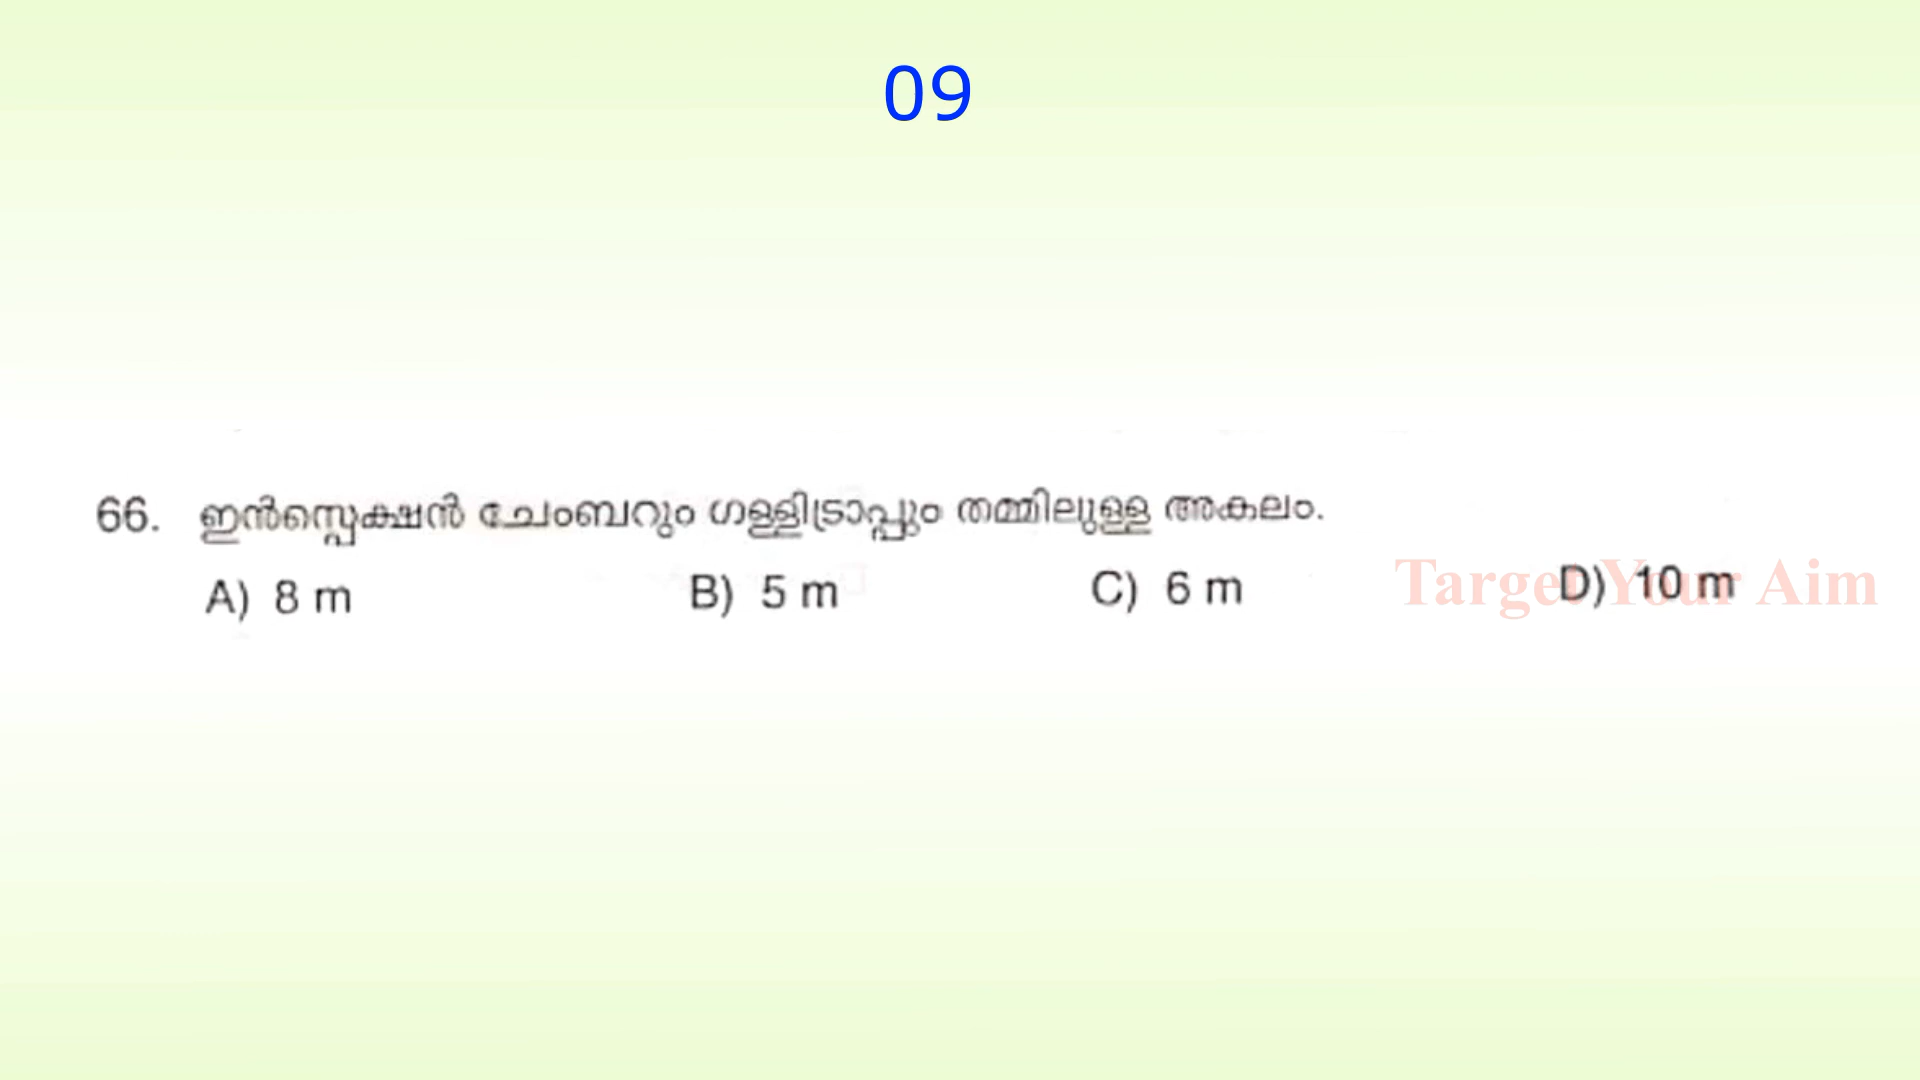 09
66. ഇൻസ്പെക്ഷൻ ചേംബറും ഗള്ളിട്രാപ്പും തമ്മിലുള്ള അകലം.
A) 8 m B) 5 m C) 6 m D) 10 m
Target Your Aim